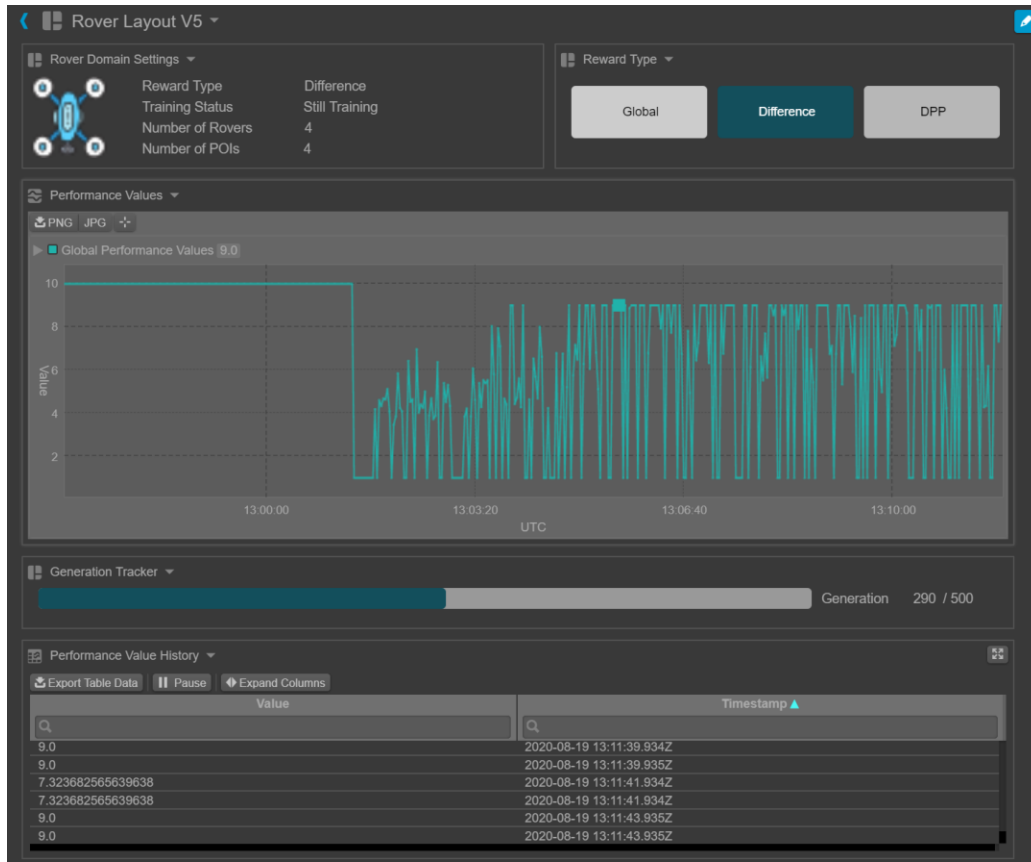 Rover Layout V5
Rover Domain Settings
Reward Type Difference
Training Status Still Training
Number of Rovers 4
Number of POIs 4
Reward Type
Global Difference DPP
Performance Values
PNG JPG
Global Performance Values 9.0
10
8
6
4
2
Value
13:00:00 13:03:20 13:06:40 13:10:00
UTC
Generation Tracker
Generation 290 / 500
Performance Value History
Export Table Data Pause Expand Columns
Value Timestamp
9.0 2020-08-19 13:11:39.934Z
9.0 2020-08-19 13:11:39.935Z
7.323682565639638 2020-08-19 13:11:41.934Z
7.323682565639638 2020-08-19 13:11:41.934Z
9.0 2020-08-19 13:11:43.935Z
9.0 2020-08-19 13:11:43.935Z